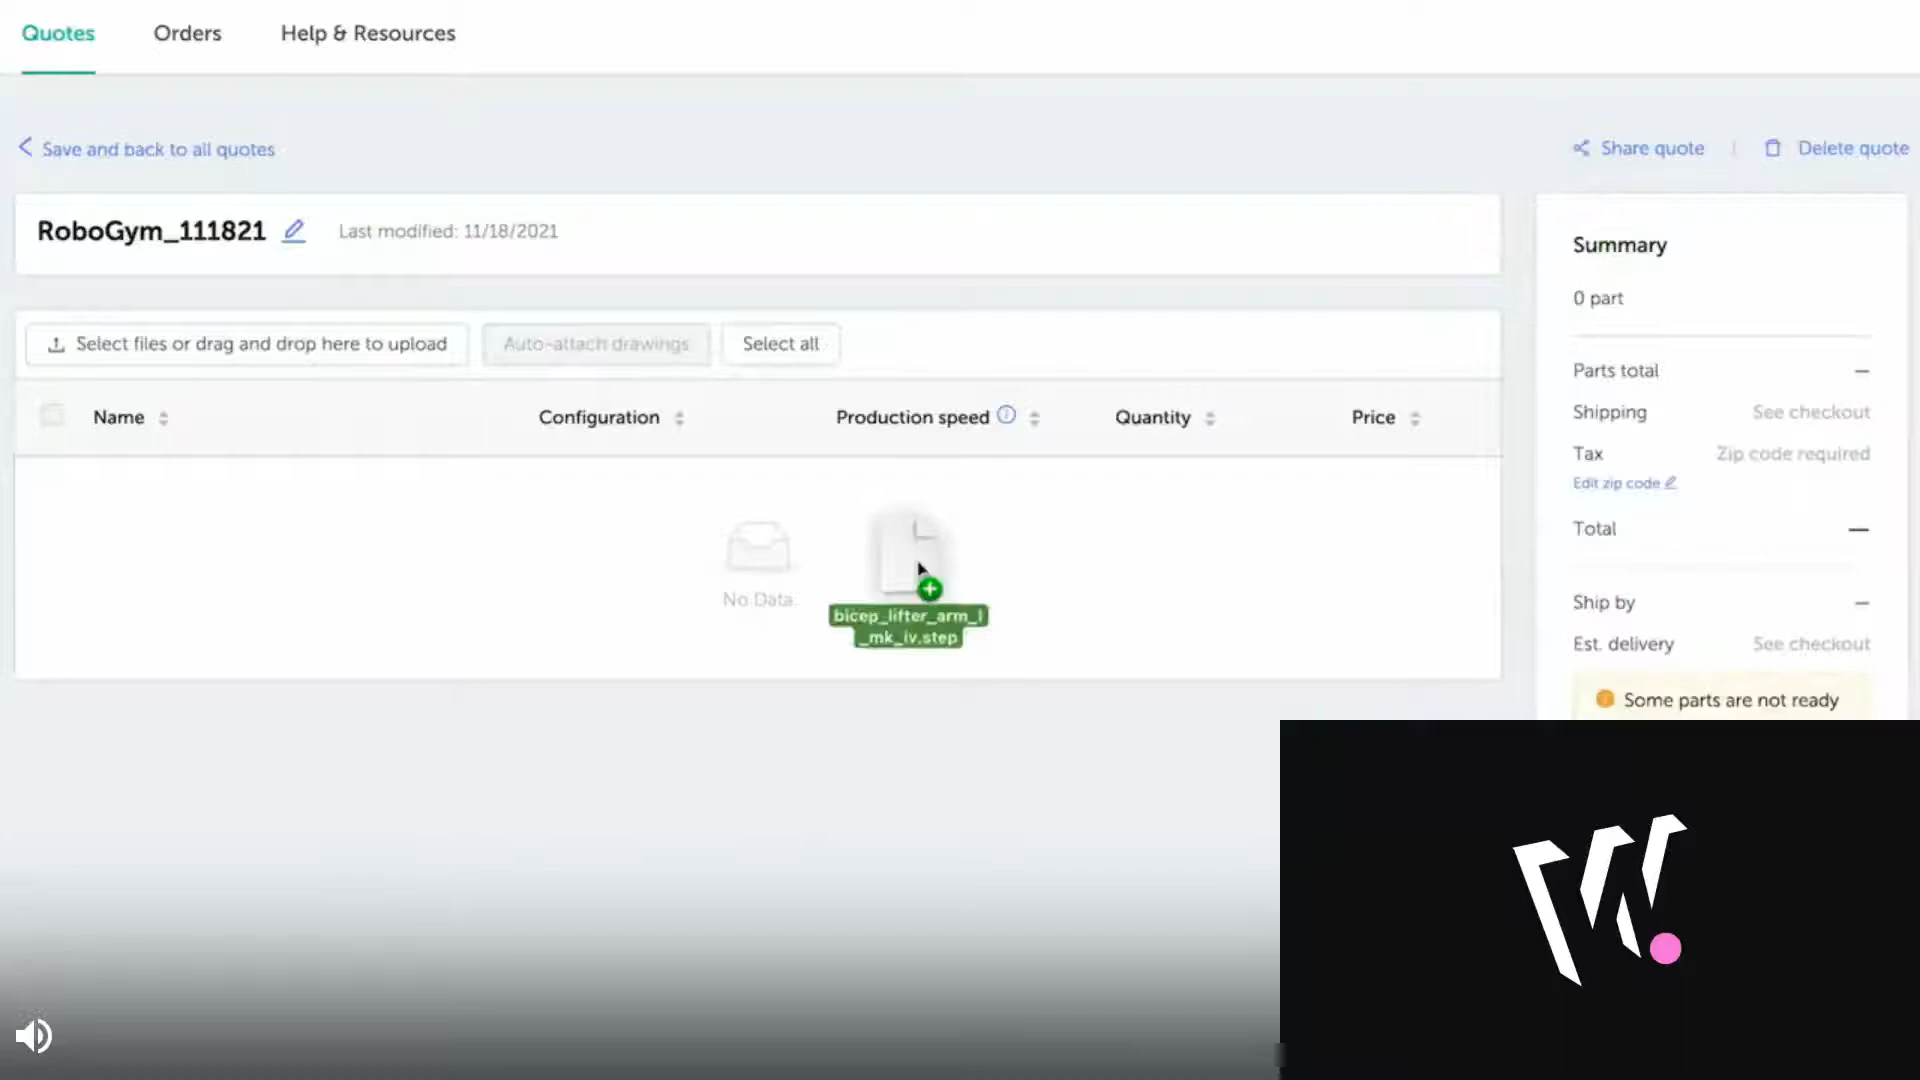 Quotes
Orders
Help & Resources
Save and back to all quotes
Share quote
Delete quote
RoboGym_111821
Last modified: 11/18/2021
Select files or drag and drop here to upload
Auto-attach drawings
Select all
Name
Configuration
Production speed
Quantity
Price
No Data
bicep_lifter_arm_l
_mk_iv.step
Summary
0 part
Parts total –
Shipping See checkout
Tax Zip code required
Edit zip code
Total —
Ship by –
Est. delivery See checkout
Some parts are not ready
W.